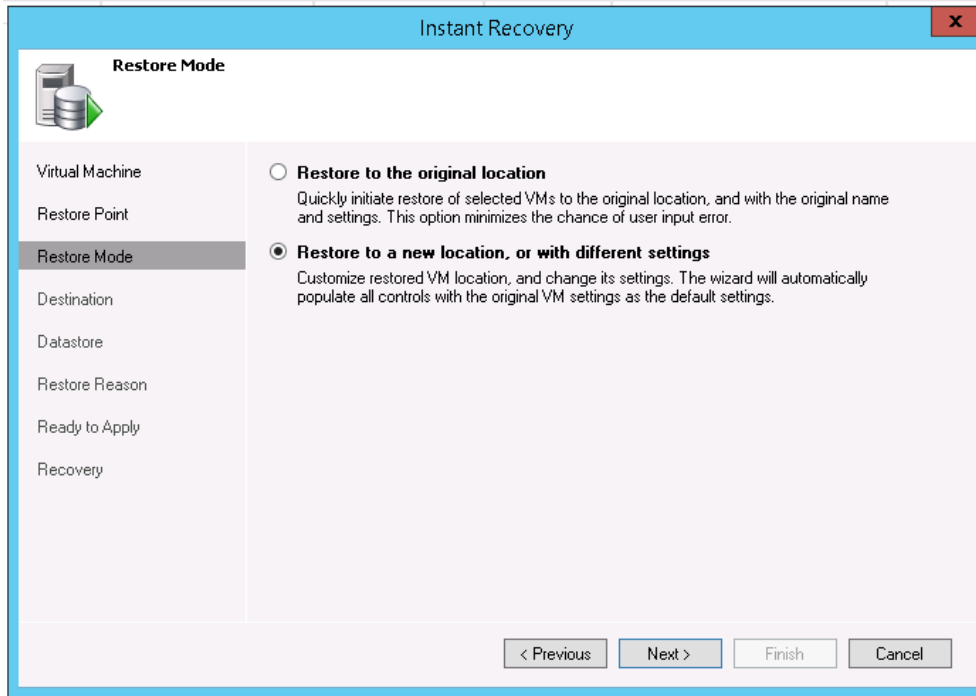 Instant Recovery
x
Restore Mode
Virtual Machine
Restore Point
Restore Mode
Destination
Datastore
Restore Reason
Ready to Apply
Recovery
Restore to the original location
Quickly initiate restore of selected VMs to the original location, and with the original name
and settings. This option minimizes the chance of user input error.
Restore to a new location, or with different settings
Customize restored VM location, and change its settings. The wizard will automatically
populate all controls with the original VM settings as the default settings.
< Previous
Next >
Finish
Cancel